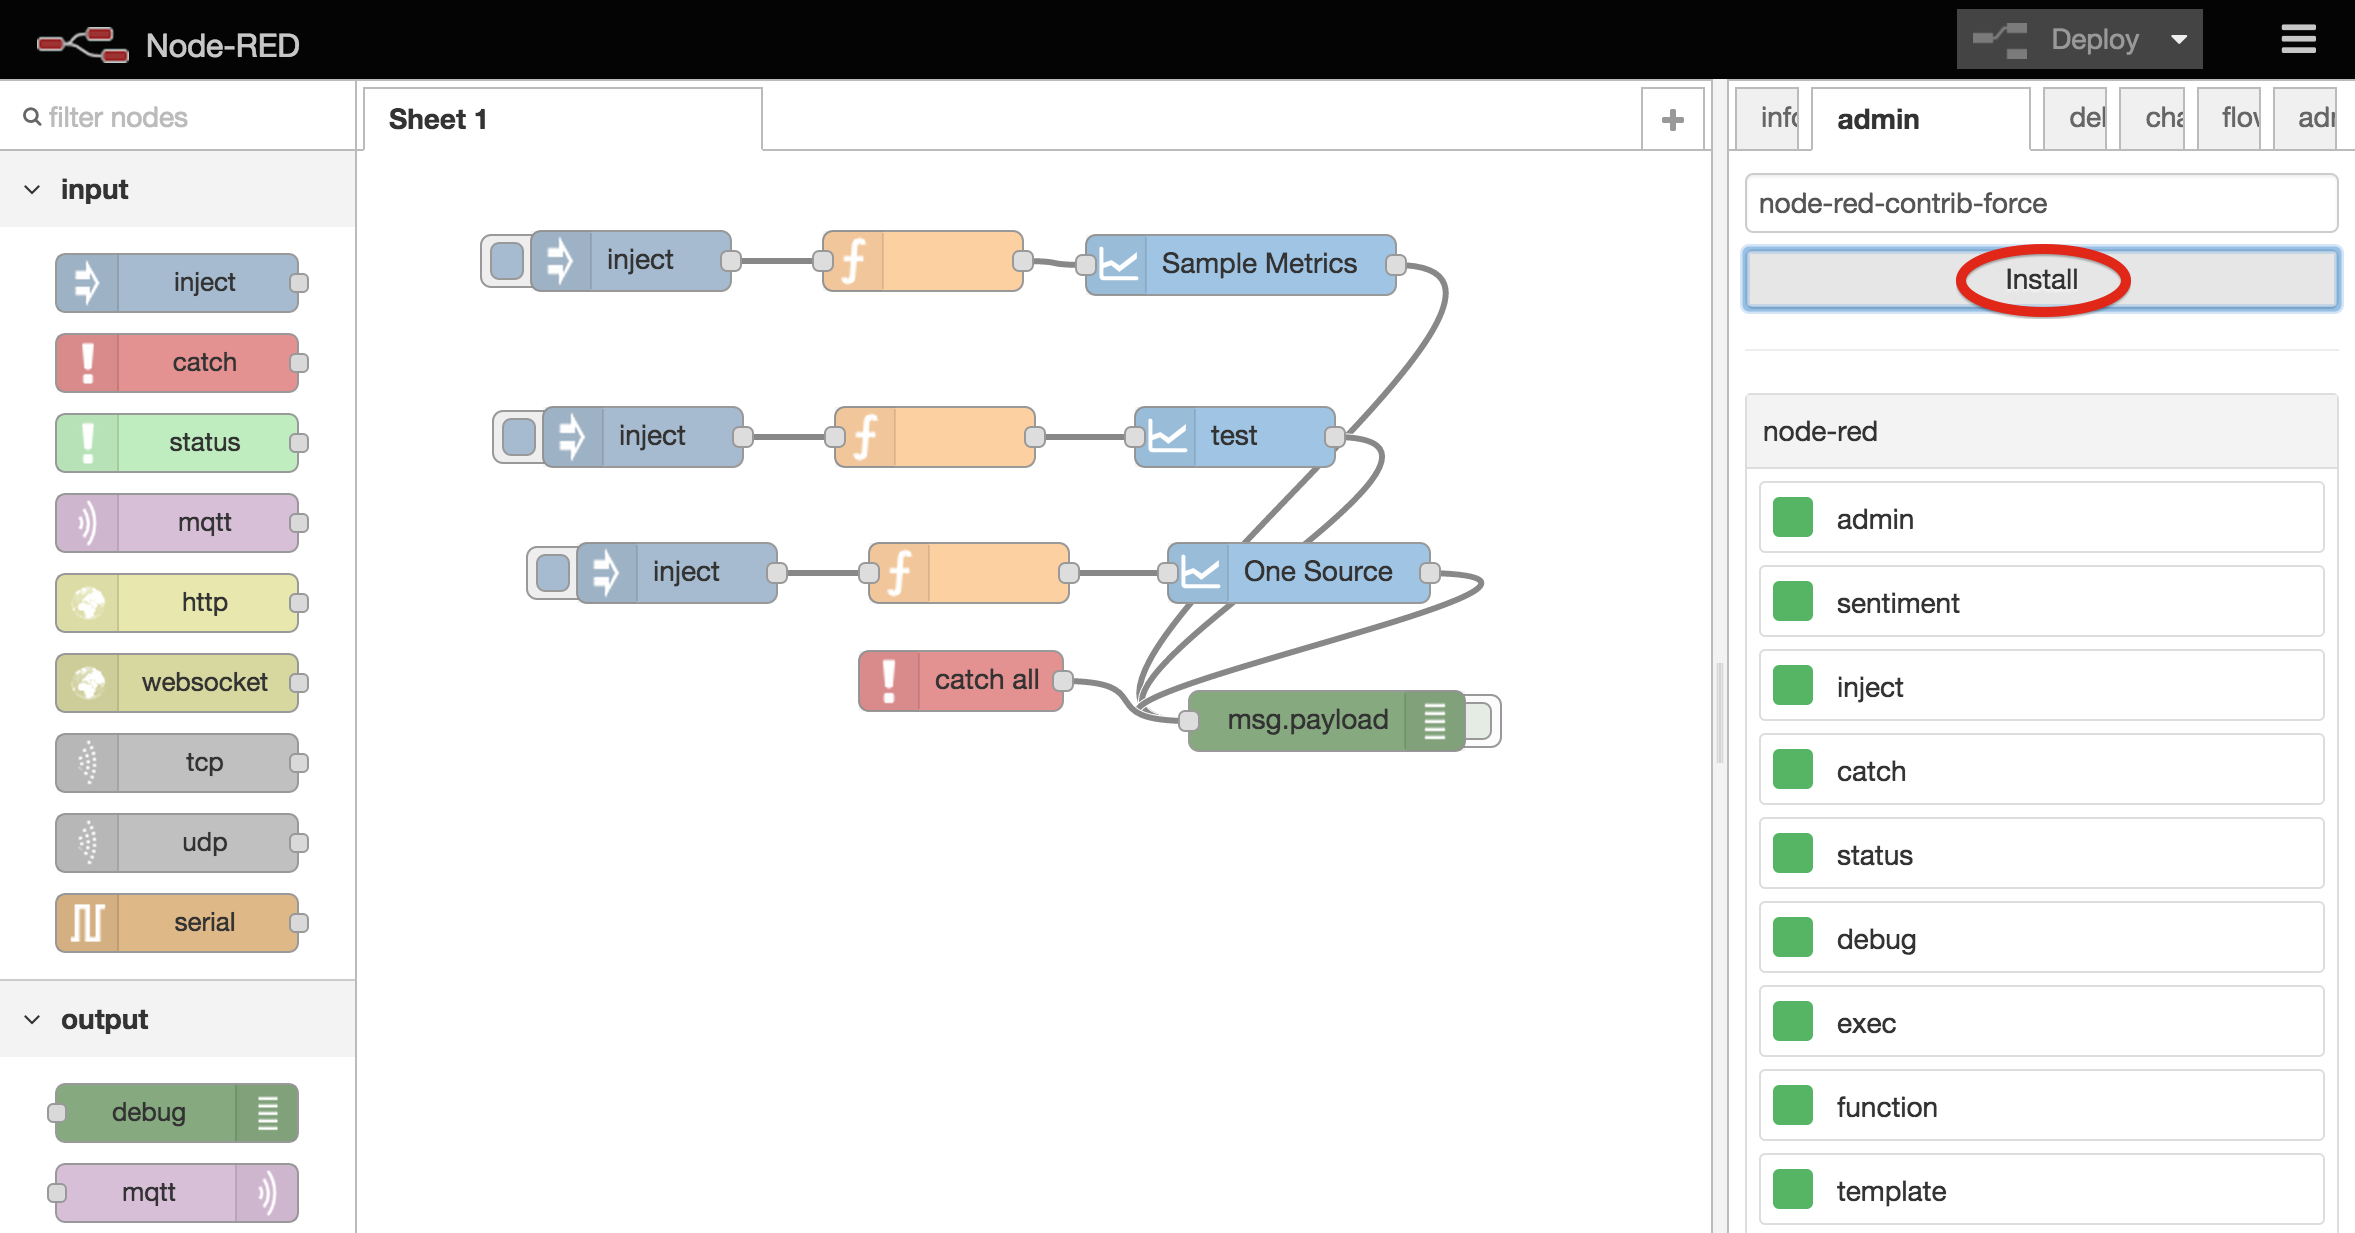 Node-RED
Deploy
filter nodes
input
inject
catch
status
mqtt
http
websocket
tcp
udp
serial
output
debug
mqtt
Sheet 1
inject
Sample Metrics
inject
test
inject
One Source
catch all
msg.payload
info
admin
del
cha
flow
adr
node-red-contrib-force
Install
node-red
admin
sentiment
inject
catch
status
debug
exec
function
template